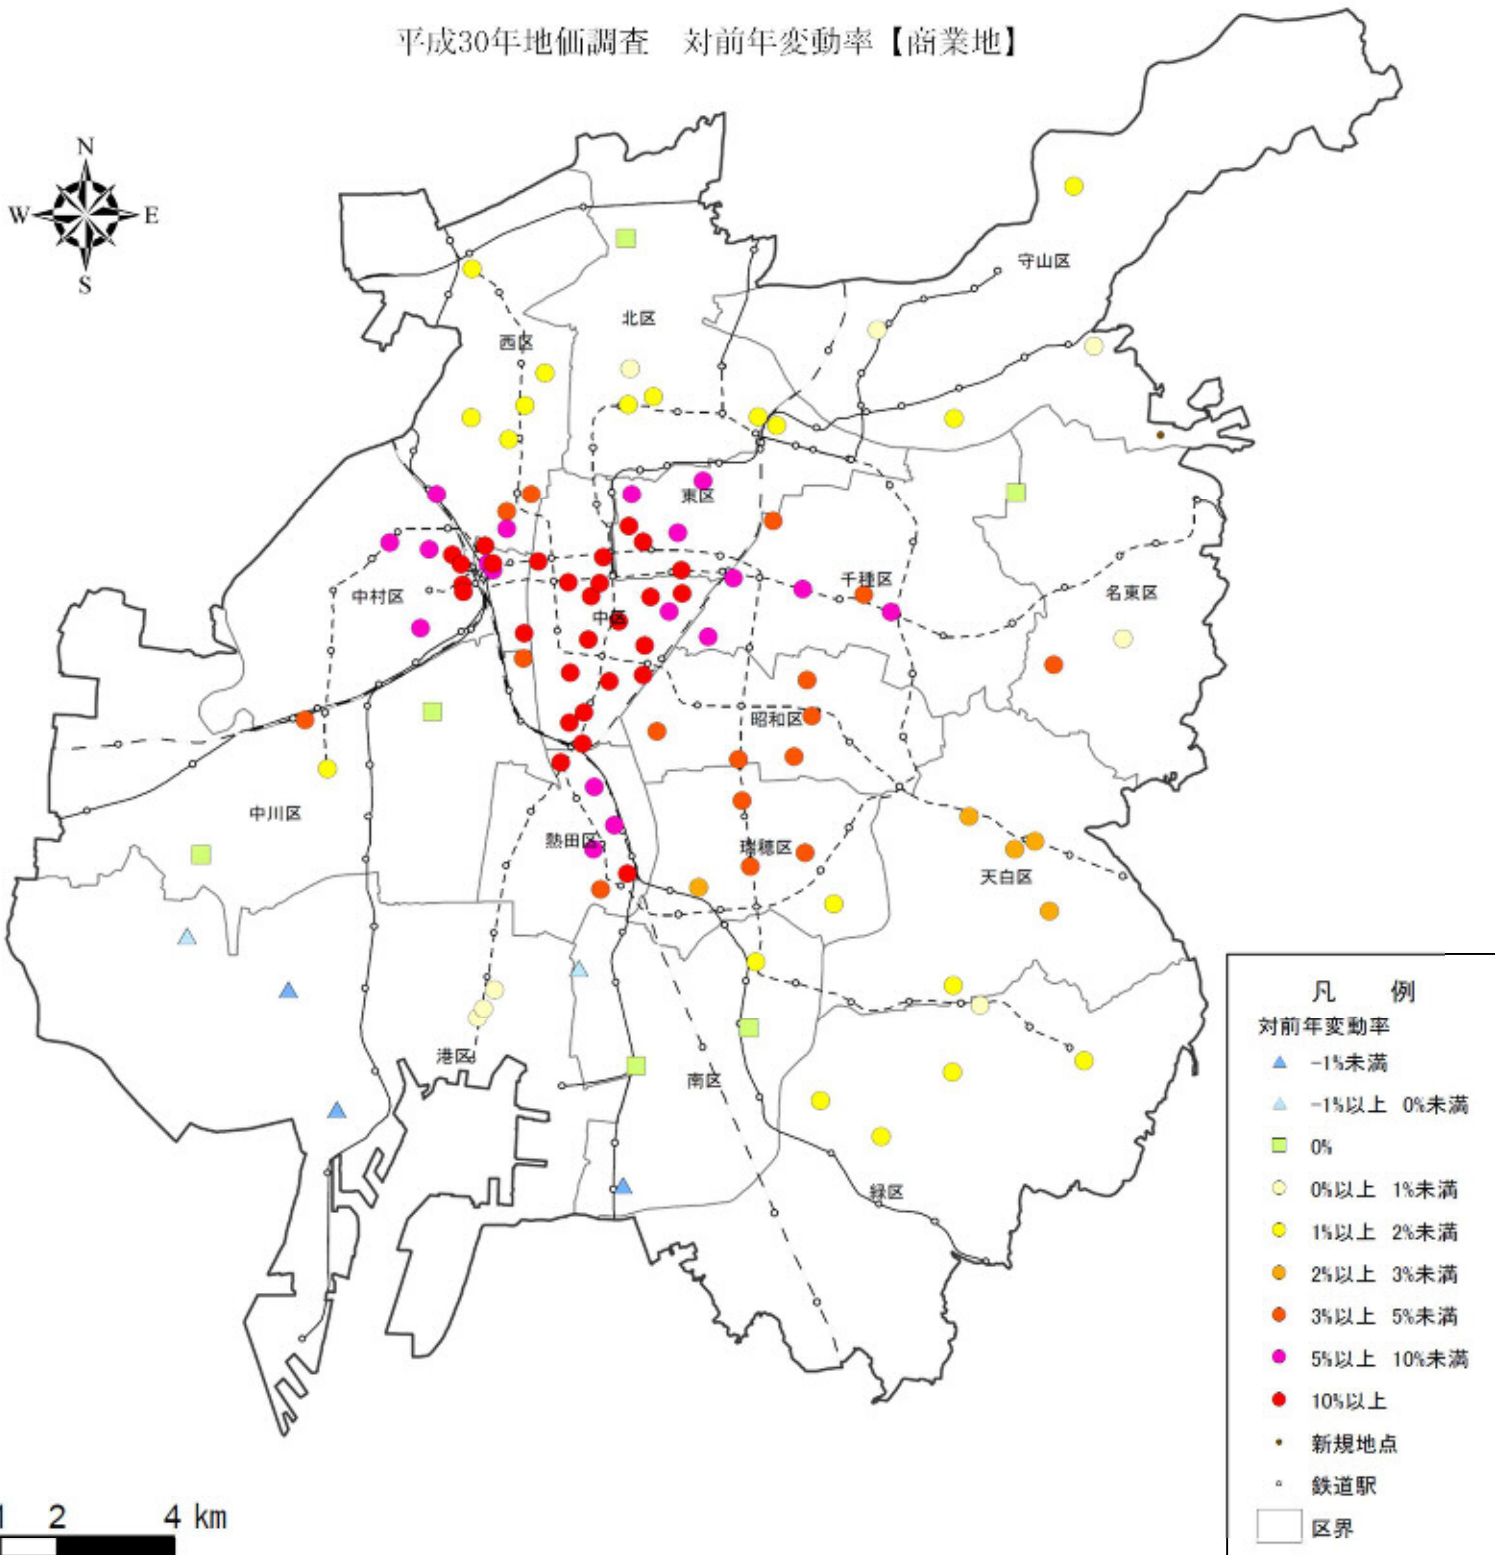 平成30年地価調査　対前年変動率【商業地】
N
W
E
S
守山区
北区
西区
東区
千種区
名東区
中村区
中区
昭和区
中川区
熱田区
瑞穂区
天白区
港区
南区
緑区
凡　例
対前年変動率
-1%未満
-1%以上　0%未満
0%
0%以上　1%未満
1%以上　2%未満
2%以上　3%未満
3%以上　5%未満
5%以上　10%未満
10%以上
新規地点
鉄道駅
区界
2　4 km